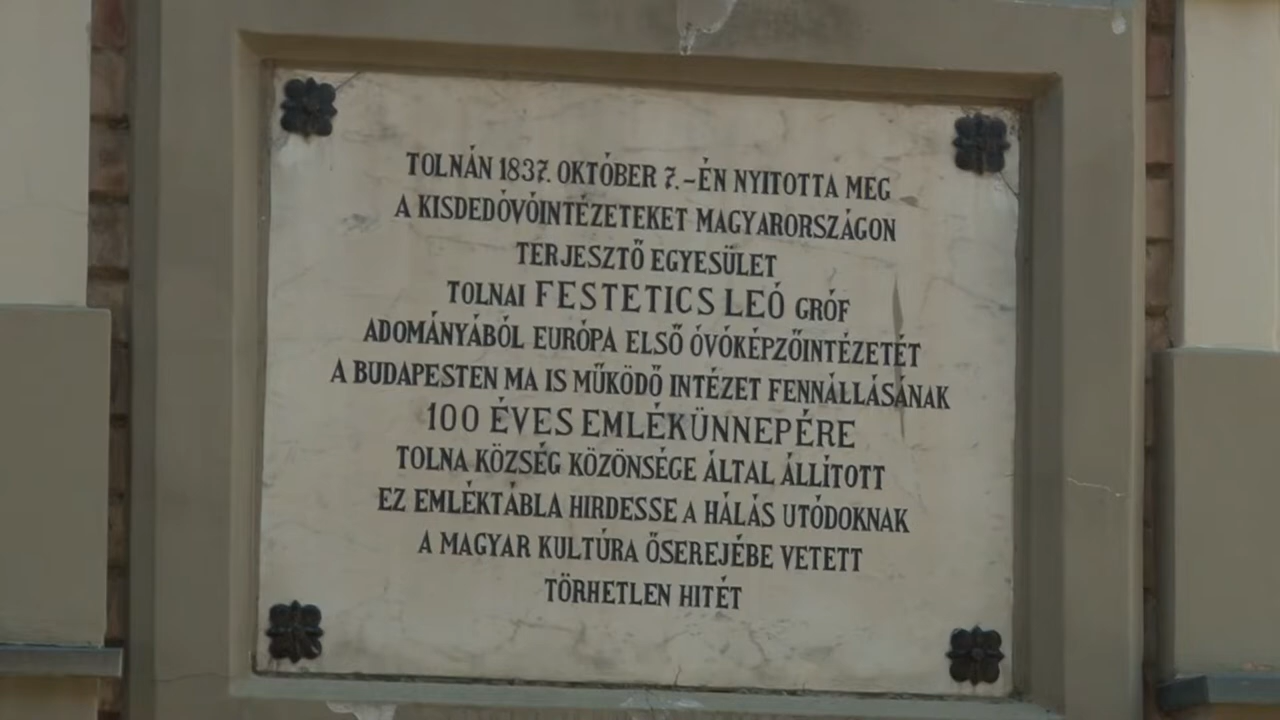 TOLNÁN 1837. OKTÓBER 7.-ÉN NYITOTTA MEG
A KISDEDÓVÓINTÉZETEKET MAGYARORSZÁGON
TERJESZTŐ EGYESÜLET
TOLNAI FESTETICS LEÓ GRÓF
ADOMÁNYÁBÓL EURÓPA ELSŐ ÓVÓKÉPZŐINTÉZETÉT
A BUDAPESTEN MA IS MŰKÖDŐ INTÉZET FENNÁLLÁSÁNAK
100 ÉVES EMLÉKÜNNEPÉRE
TOLNA KÖZSÉG KÖZÖNSÉGE ÁLTAL ÁLLÍTOTT
EZ EMLÉKTÁBLA HIRDESSE A HÁLÁS UTÓDOKNAK
A MAGYAR KULTÚRA ŐSEREJÉBE VETETT
TÖRHETLEN HITÉT